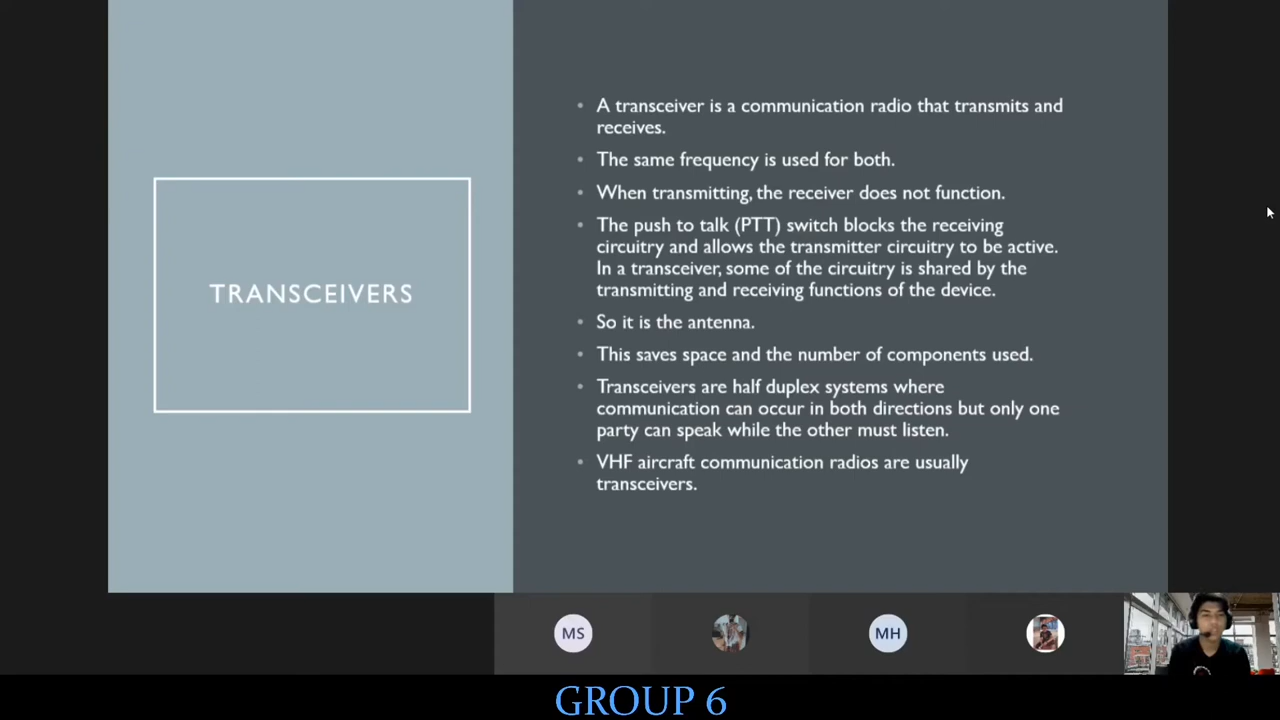 TRANSCEIVERS
• A transceiver is a communication radio that transmits and
receives.
• The same frequency is used for both.
• When transmitting, the receiver does not function.
• The push to talk (PTT) switch blocks the receiving
circuitry and allows the transmitter circuitry to be active.
In a transceiver, some of the circuitry is shared by the
transmitting and receiving functions of the device.
• So it is the antenna.
• This saves space and the number of components used.
• Transceivers are half duplex systems where
communication can occur in both directions but only one
party can speak while the other must listen.
• VHF aircraft communication radios are usually
transceivers.
MS
MH
GROUP 6